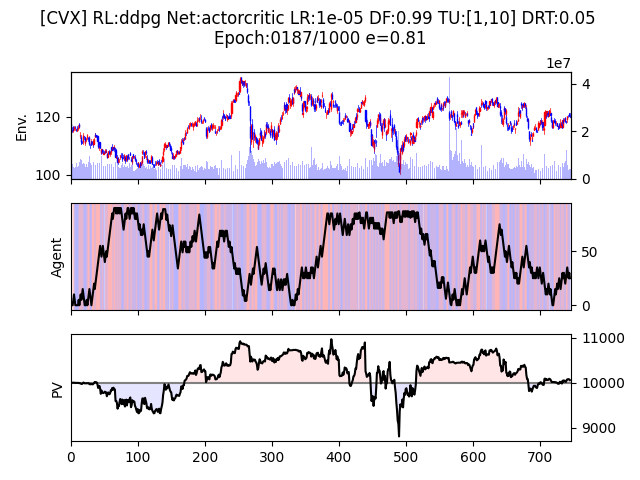 [CVX] RL:ddpg Net:actorcritic LR:1e-05 DF:0.99 TU:[1,10] DRT:0.05
Epoch:0187/1000 e=0.81
1e7
Env.
120
100
4
2
0
Agent
50
0
PV
11000
10000
9000
0 100 200 300 400 500 600 700